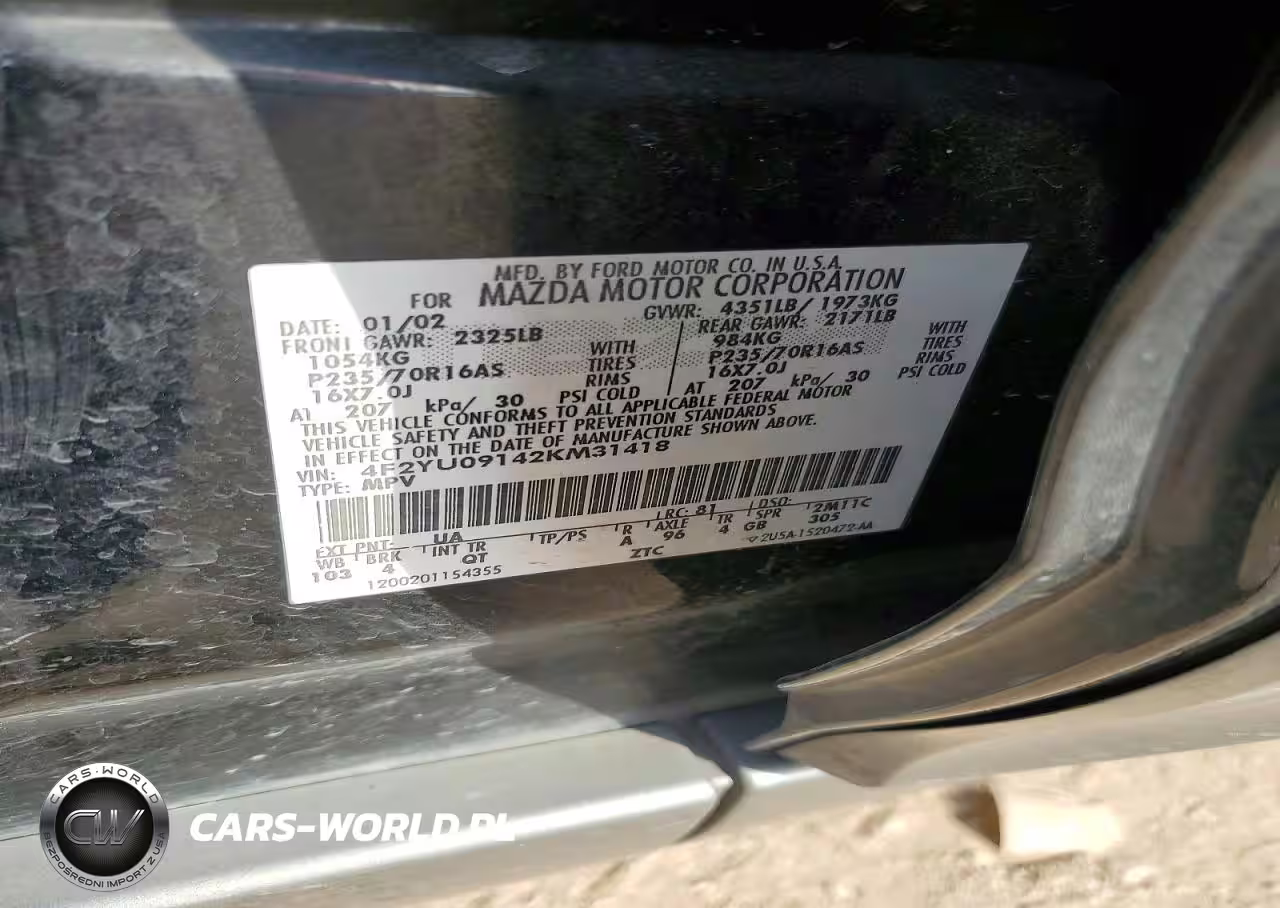 MFD. BY FORD MOTOR CO. IN U.S.A.
FOR MAZDA MOTOR CORPORATION
DATE: 01/02 GVWR: 4351LB/ 1973KG
FRONT GAWR: 2325LB REAR GAWR: 2171LB
1054KG WITH 984KG WITH
P235/70R16AS TIRES P235/70R16AS TIRES
16X7.0J RIMS 16X7.0J RIMS
AT 207 kPa/ 30 PSI COLD AT 207 kPa/ 30 PSI COLD
THIS VEHICLE CONFORMS TO ALL APPLICABLE FEDERAL MOTOR
VEHICLE SAFETY AND THEFT PREVENTION STANDARDS
IN EFFECT ON THE DATE OF MANUFACTURE SHOWN ABOVE.
VIN: 4F2YU09142KM31418
TYPE: MPV
EXT PNT: UA LRC: 81 DSO: 2M11C
WB BRK INT TR TP/PS R AXLE TR SPR
103 4 QT A 96 4 GB 305
ZTC ▽ 2U5A-1520472-AA
1200201154355
CARS-WORLD
CW
BEZPOŚREDNI IMPORT Z USA
CARS-WORLD.PL